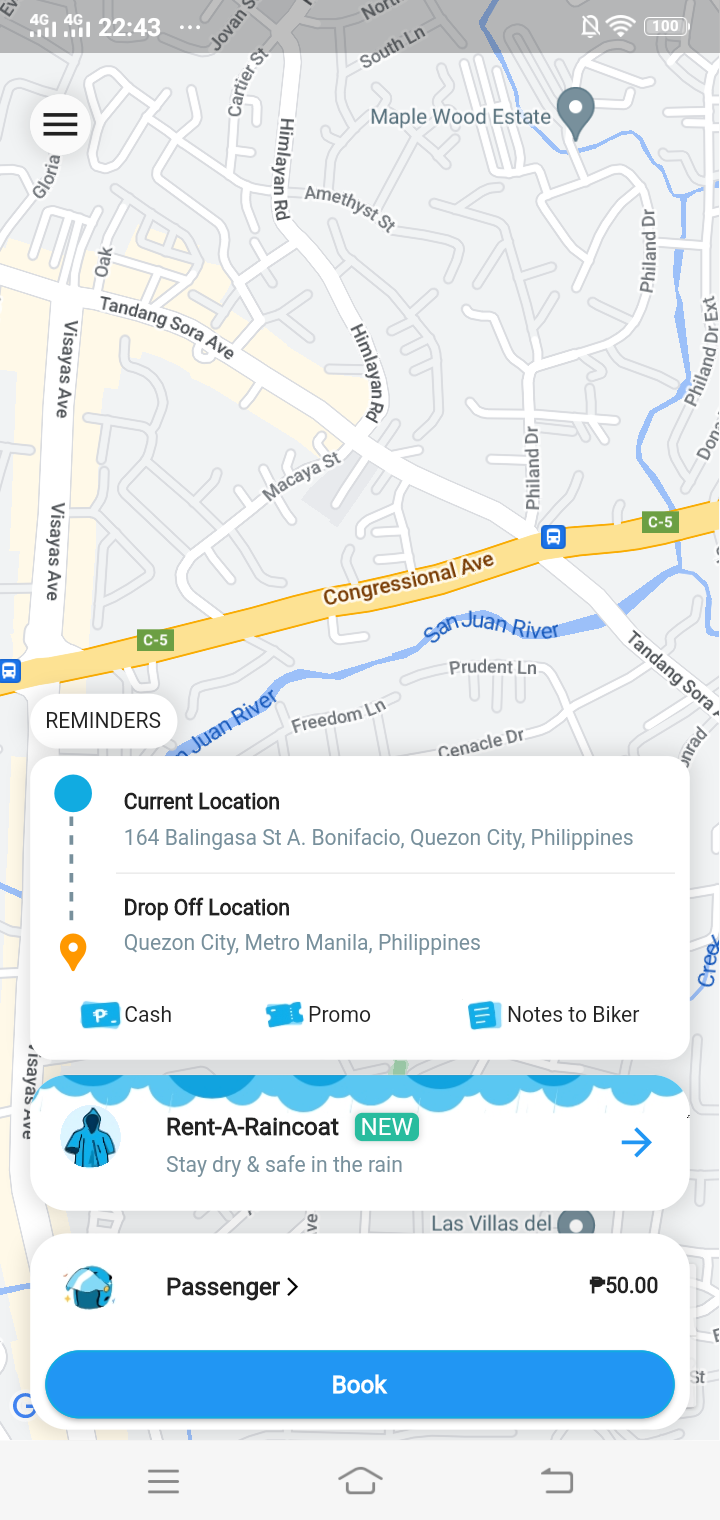 4G 4G 22:43 ... 100
Jovan S
North
South Ln
Cartier St
Maple Wood Estate
Himlayan Rd
Gloria
Amethyst St
Philand Dr
Oak
Tandang Sora Ave
Visayas Ave
Himlayan Rd
Philand Dr Ext
Philand Dr
Macaya St
Visayas Ave
C-5
Congressional Ave
C-5
San Juan River
Tandang Sora A
Prudent Ln
n Juan River
Freedom Ln
Cenacle Dr
onrad
REMINDERS
Current Location
164 Balingasa St A. Bonifacio, Quezon City, Philippines
Drop Off Location
Quezon City, Metro Manila, Philippines
Cash
Promo
Notes to Biker
Creek
isayas Ave
Rent-A-Raincoat NEW
Stay dry & safe in the rain
ve
Las Villas del
Passenger >
₱50.00
Book
G
St